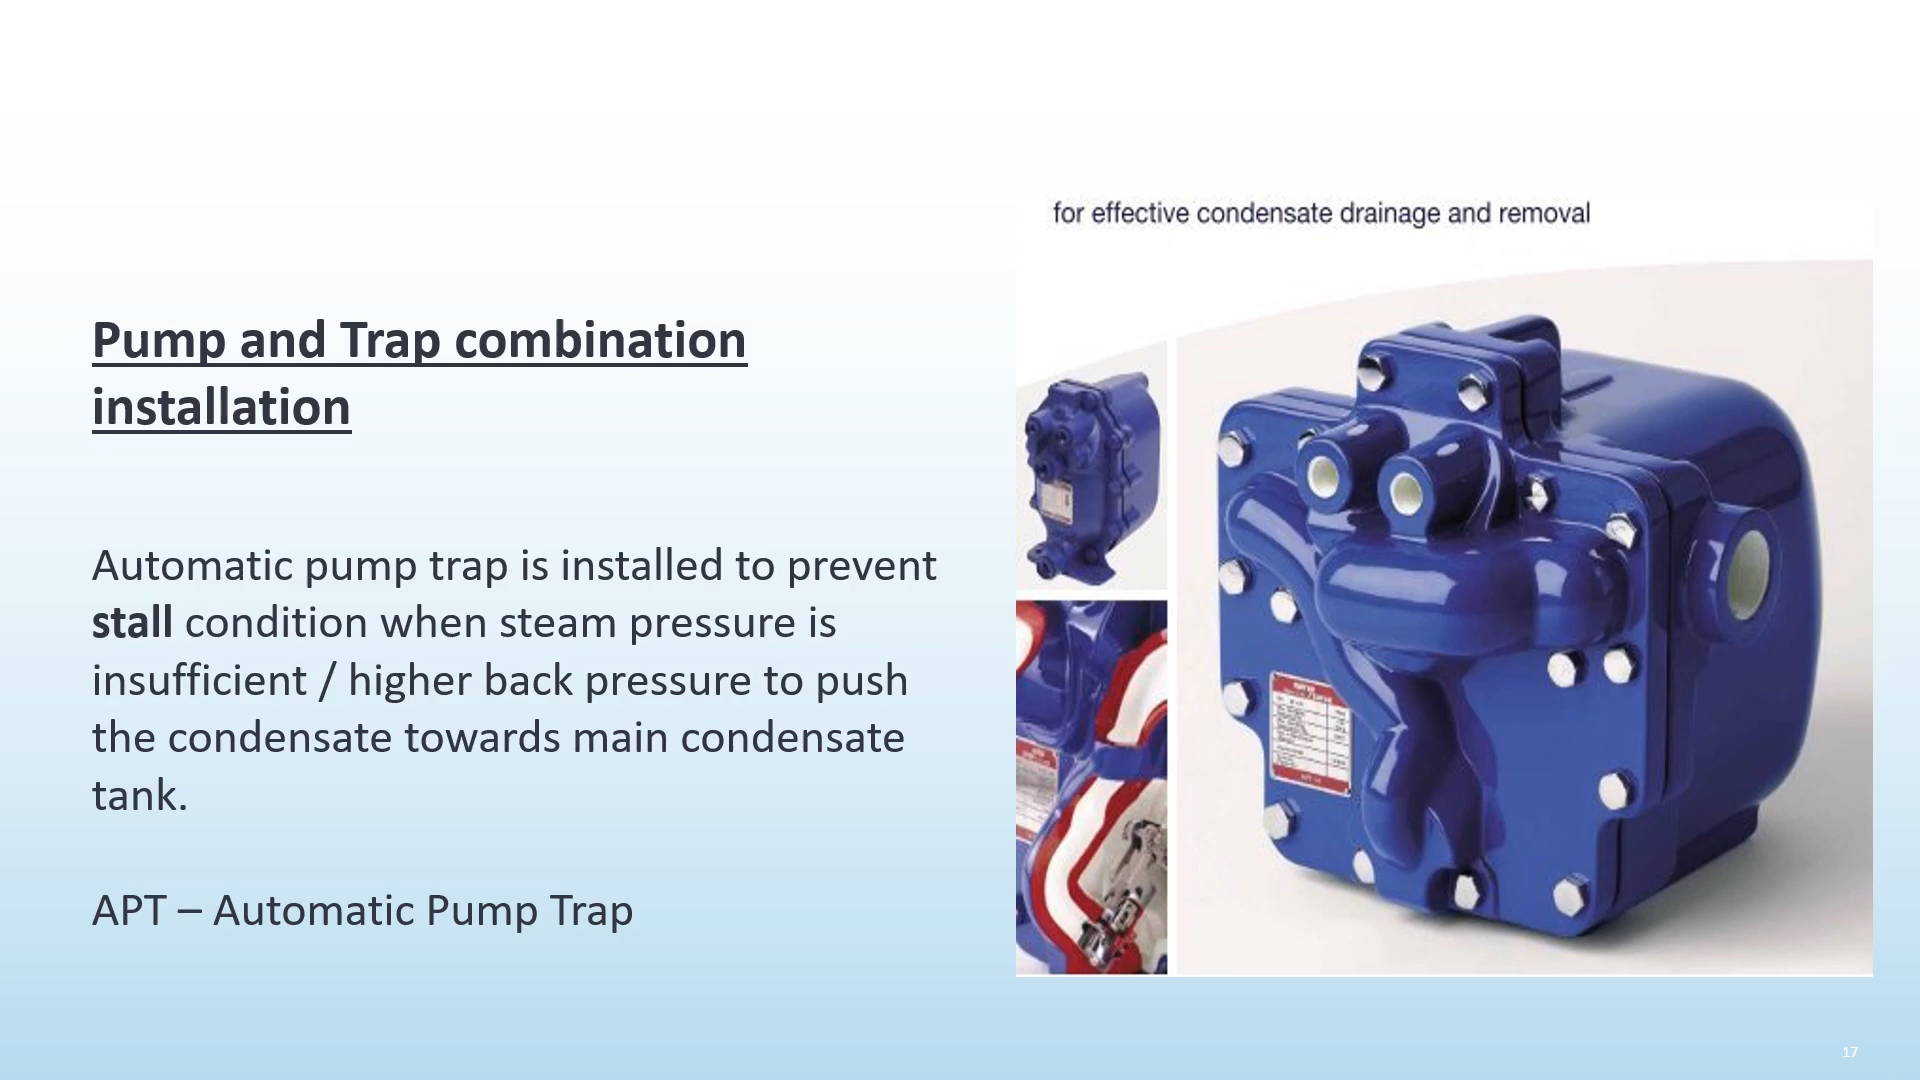 for effective condensate drainage and removal
Pump and Trap combination
installation
Automatic pump trap is installed to prevent
stall condition when steam pressure is
insufficient / higher back pressure to push
the condensate towards main condensate
tank.
APT – Automatic Pump Trap
17